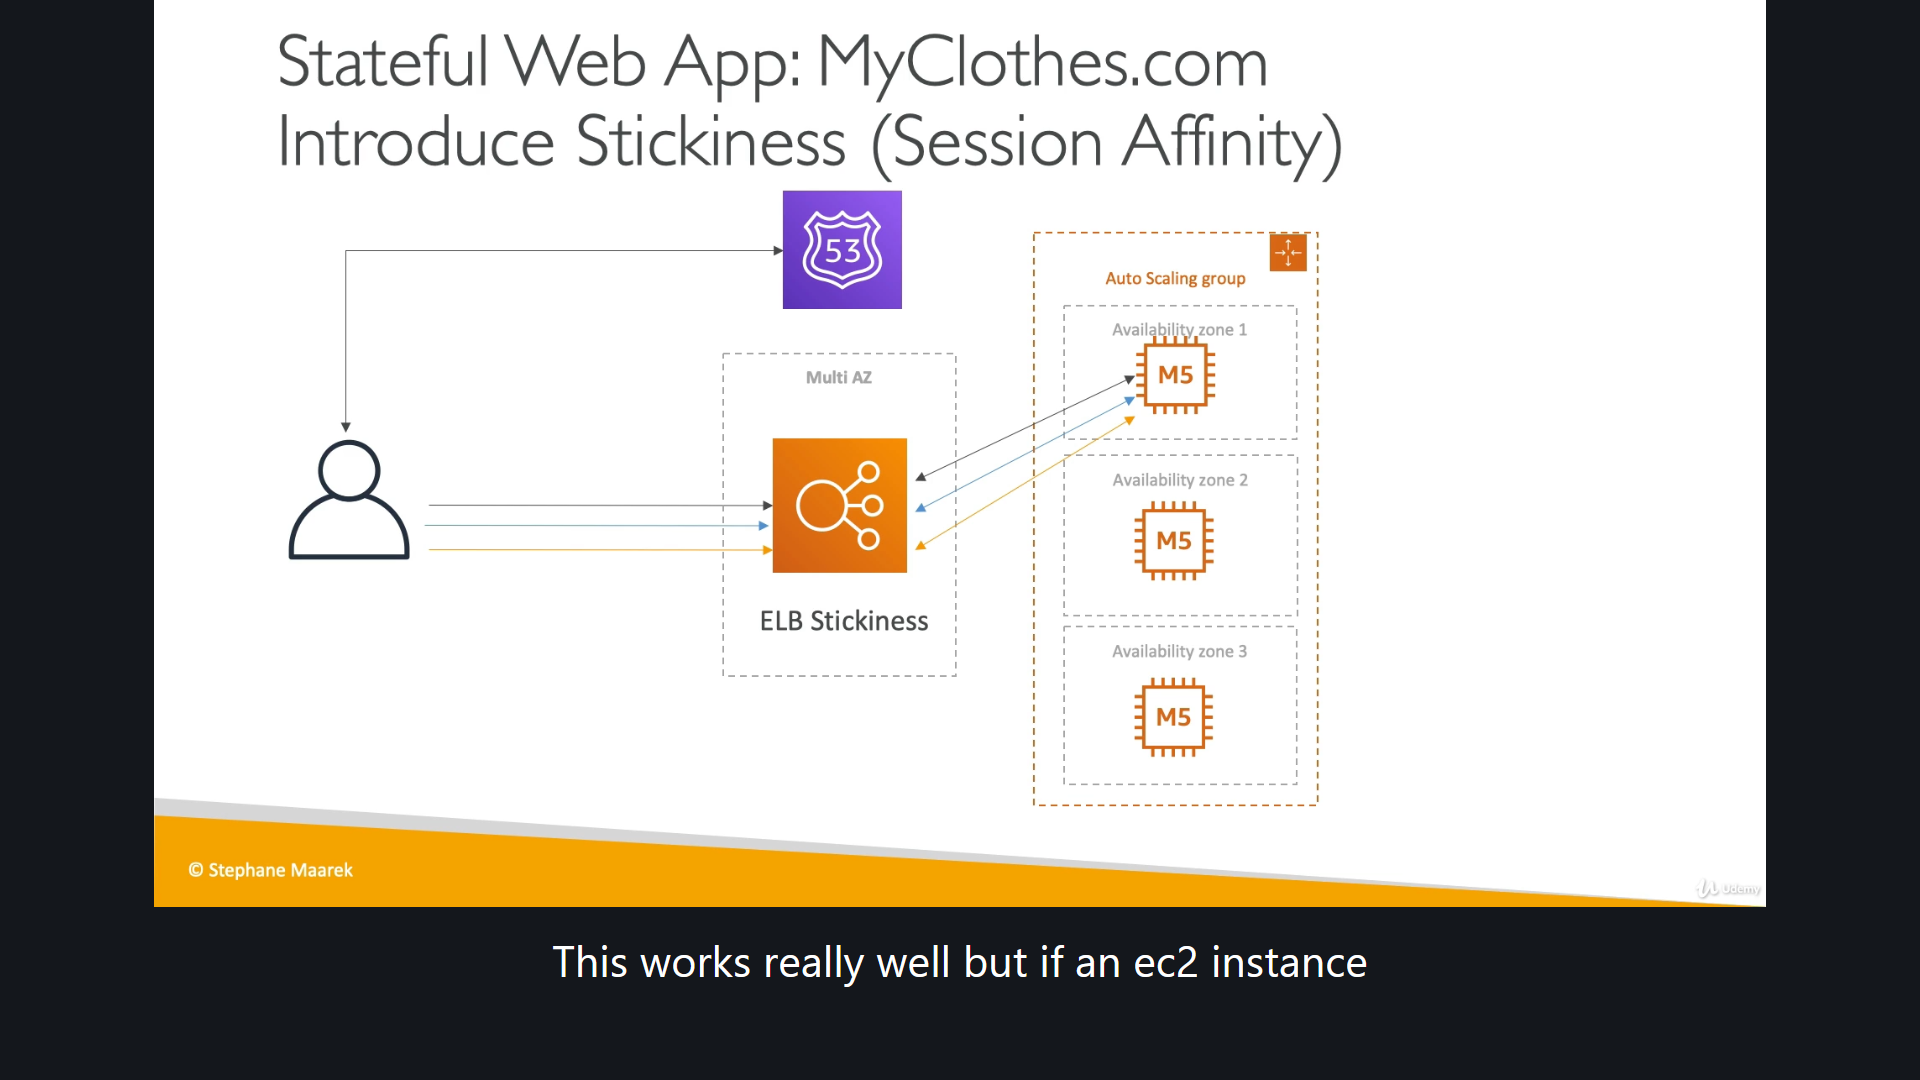 Stateful Web App: MyClothes.com
Introduce Stickiness (Session Affinity)
53
Auto Scaling group
Availability zone 1
M5
Multi AZ
Availability zone 2
M5
ELB Stickiness
Availability zone 3
M5
© Stephane Maarek
Udemy
This works really well but if an ec2 instance